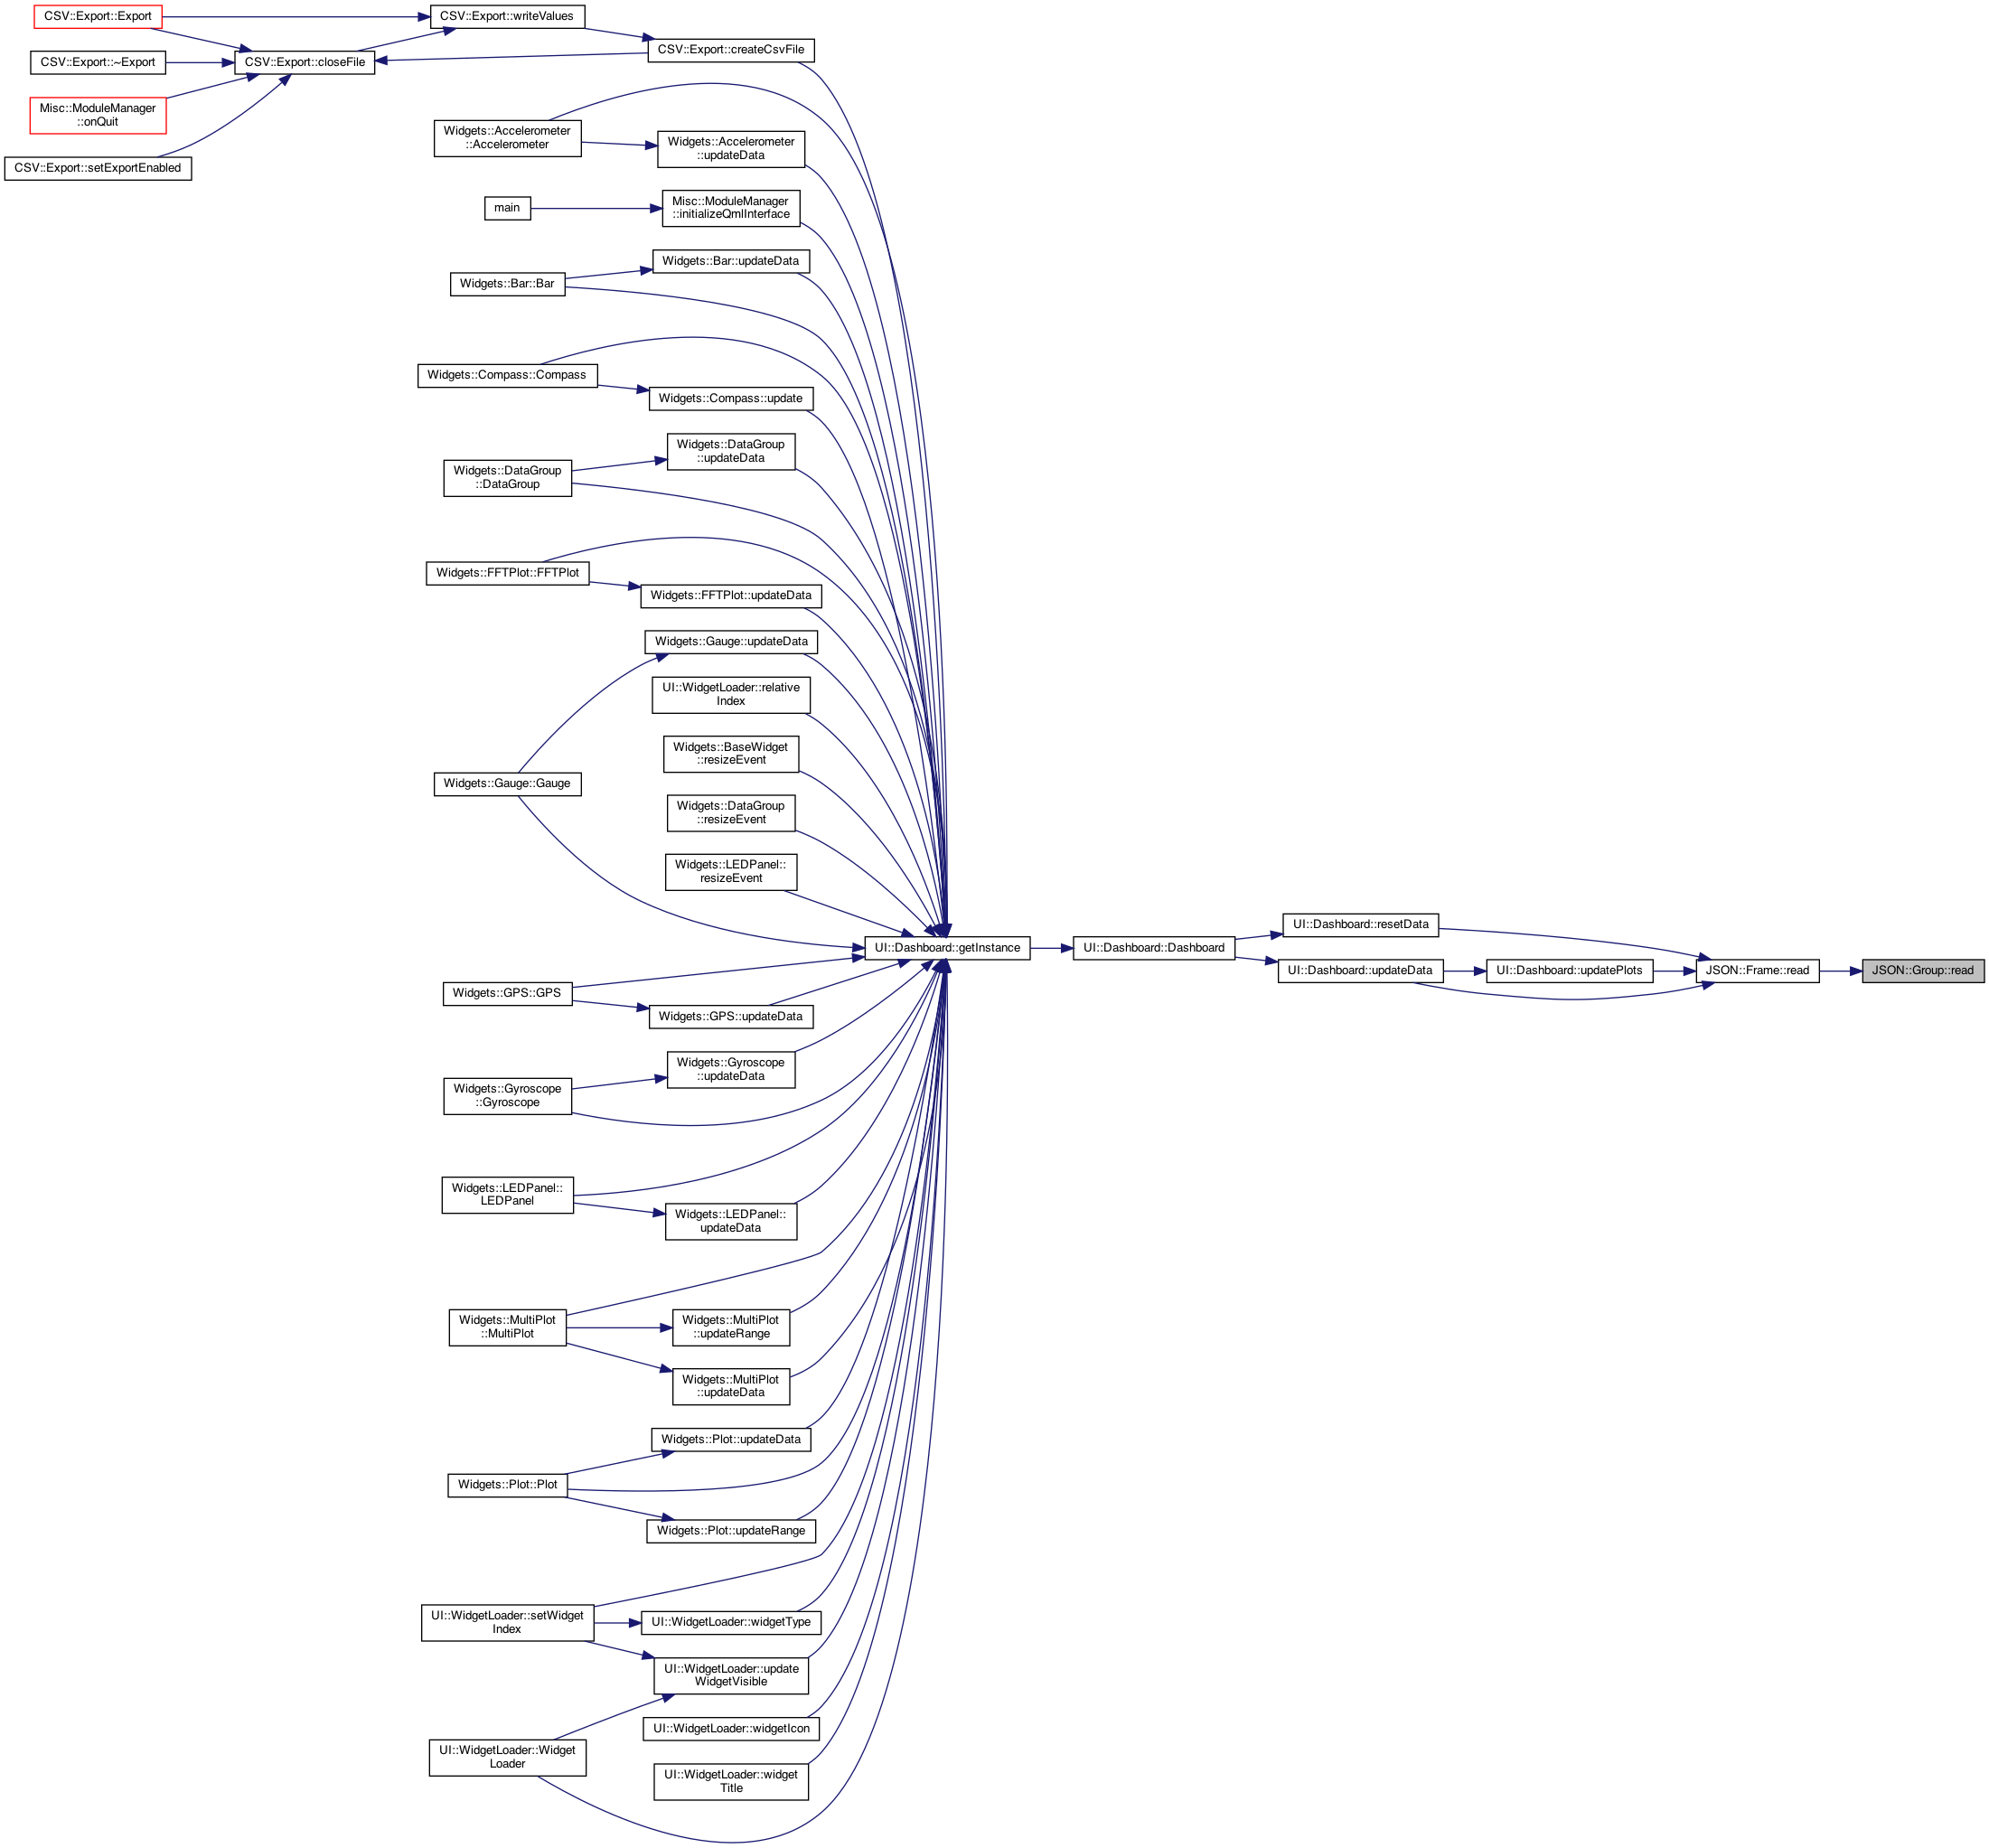 CSV::Export::Export
CSV::Export::~Export
Misc::ModuleManager
::onQuit
CSV::Export::setExportEnabled
CSV::Export::closeFile
CSV::Export::writeValues
CSV::Export::createCsvFile
Widgets::Accelerometer
::Accelerometer
Widgets::Accelerometer
::updateData
main
Misc::ModuleManager
::initializeQmlInterface
Widgets::Bar::updateData
Widgets::Bar::Bar
Widgets::Compass::Compass
Widgets::Compass::update
Widgets::DataGroup
::updateData
Widgets::DataGroup
::DataGroup
Widgets::FFTPlot::FFTPlot
Widgets::FFTPlot::updateData
Widgets::Gauge::updateData
UI::WidgetLoader::relative
Index
Widgets::BaseWidget
::resizeEvent
Widgets::Gauge::Gauge
Widgets::DataGroup
::resizeEvent
Widgets::LEDPanel::
resizeEvent
UI::Dashboard::getInstance
UI::Dashboard::Dashboard
UI::Dashboard::resetData
UI::Dashboard::updateData
UI::Dashboard::updatePlots
JSON::Frame::read
JSON::Group::read
Widgets::GPS::GPS
Widgets::GPS::updateData
Widgets::Gyroscope
::updateData
Widgets::Gyroscope
::Gyroscope
Widgets::LEDPanel::
LEDPanel
Widgets::LEDPanel::
updateData
Widgets::MultiPlot
::MultiPlot
Widgets::MultiPlot
::updateRange
Widgets::MultiPlot
::updateData
Widgets::Plot::updateData
Widgets::Plot::Plot
Widgets::Plot::updateRange
UI::WidgetLoader::setWidget
Index
UI::WidgetLoader::widgetType
UI::WidgetLoader::update
WidgetVisible
UI::WidgetLoader::widgetIcon
UI::WidgetLoader::Widget
Loader
UI::WidgetLoader::widget
Title